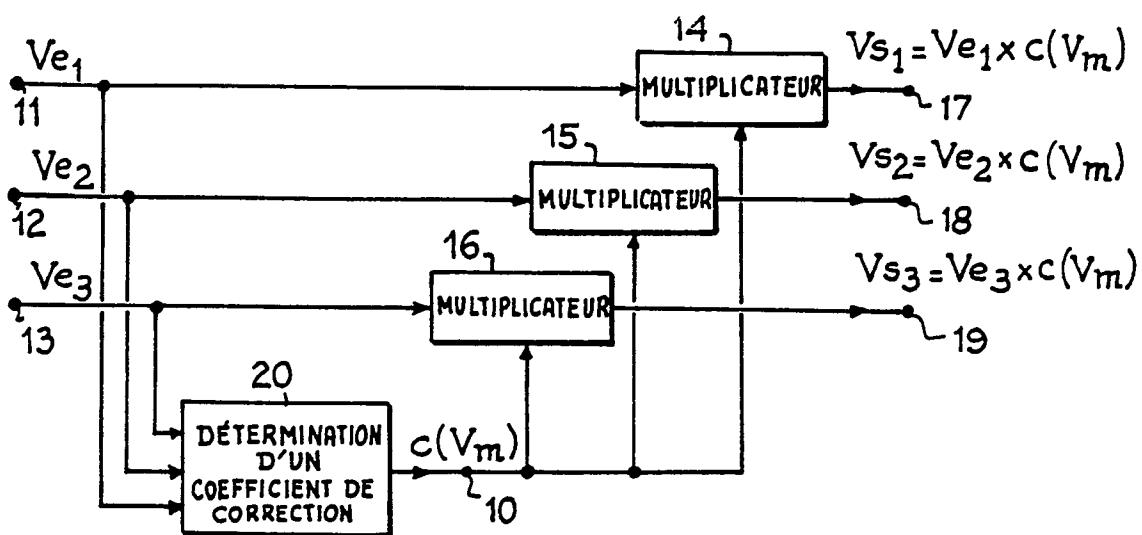 14
Ve₁
MULTIPLICATEUR
Vs₁ = Ve₁ x c(Vₘ)
11
17
15
Ve₂
MULTIPLICATEUR
Vs₂ = Ve₂ x c(Vₘ)
12
18
16
Ve₃
MULTIPLICATEUR
Vs₃ = Ve₃ x c(Vₘ)
13
19
20
DÉTERMINATION
D'UN
COEFFICIENT DE
CORRECTION
c(Vₘ)
10